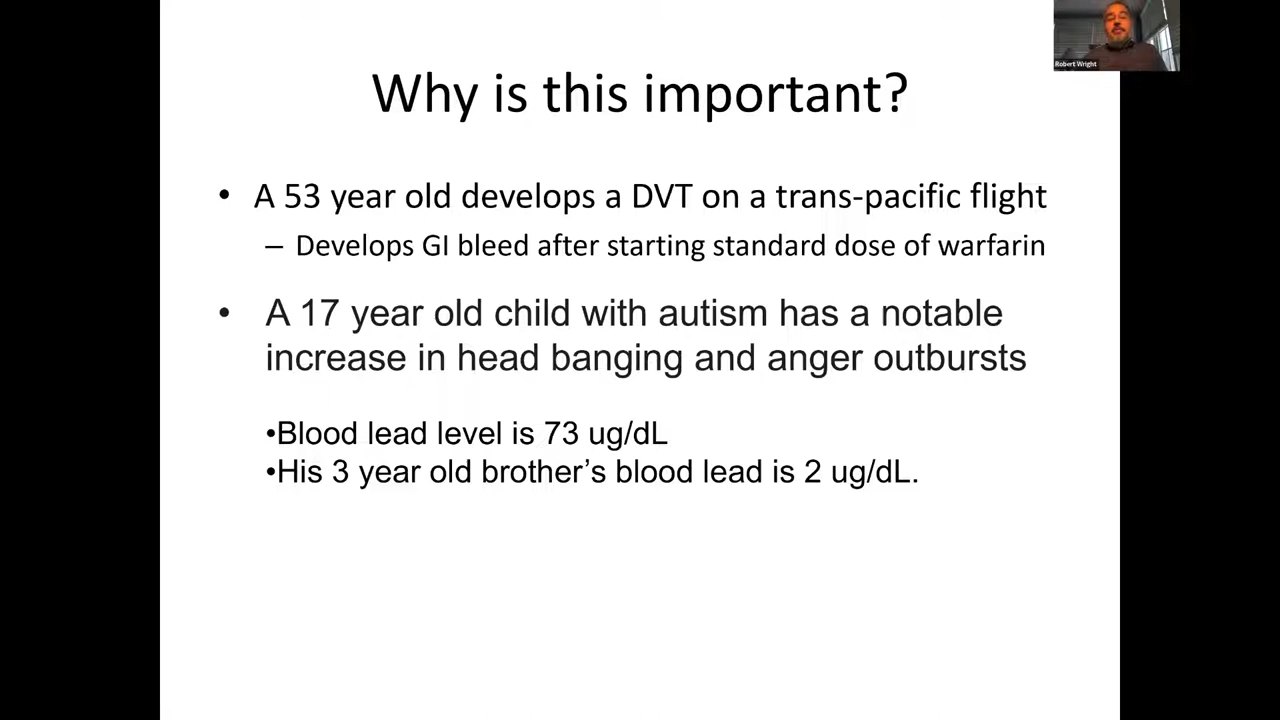 Robert Wright
Why is this important?
• A 53 year old develops a DVT on a trans-pacific flight
– Develops GI bleed after starting standard dose of warfarin
• A 17 year old child with autism has a notable
increase in head banging and anger outbursts
•Blood lead level is 73 ug/dL
•His 3 year old brother’s blood lead is 2 ug/dL.